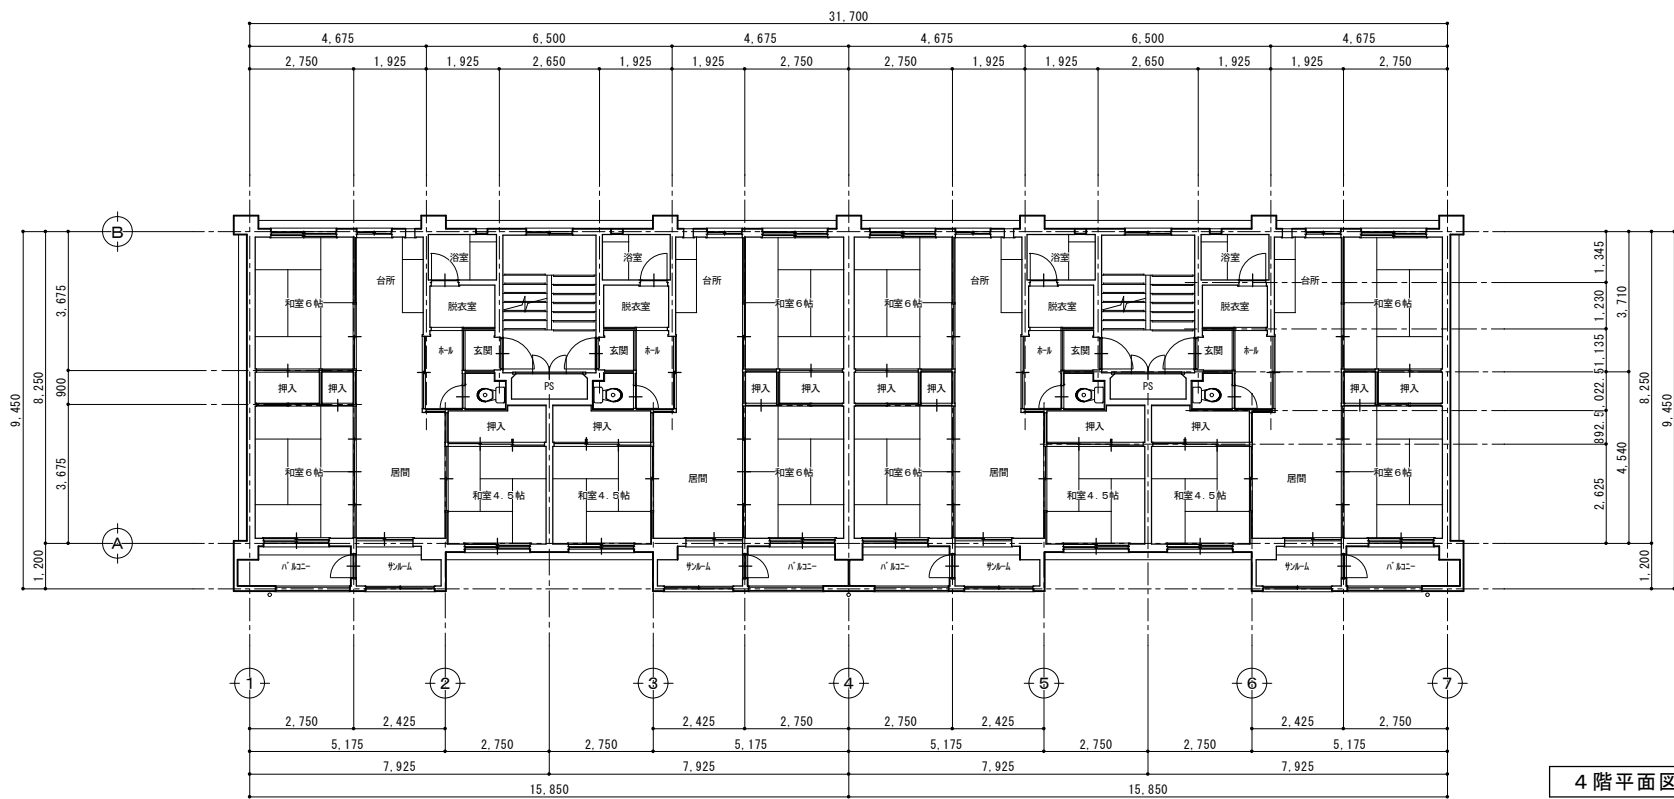 31,700
4,675 6,500 4,675 4,675 6,500 4,675
2,750 1,925 1,925 2,650 1,925 1,925 2,750 2,750 1,925 1,925 2,650 1,925 1,925 2,750
B
浴室 浴室 浴室 浴室
台所 台所 台所 台所
和室6帖 脱衣室 脱衣室 和室6帖 和室6帖 脱衣室 脱衣室 和室6帖
ホール 玄関 玄関 ホール ホール 玄関 玄関 ホール
押入 押入 PS 押入 押入 押入 押入 PS 押入 押入
押入 押入 押入 押入
和室6帖 居間 居間 和室6帖 和室6帖 居間 居間 和室6帖
和室4.5帖 和室4.5帖 和室4.5帖 和室4.5帖
A
バルコニー サンルーム サンルーム バルコニー バルコニー サンルーム サンルーム バルコニー
9,450
8,250
1,200
3,675
900
3,675
1,345
1,230
1,135
1,022.5
892.5
2,625
3,710
4,540
8,250
1,200
9,450
1 2 3 4 5 6 7
2,750 2,425 2,425 2,750 2,750 2,425 2,425 2,750
5,175 2,750 2,750 5,175 5,175 2,750 2,750 5,175
7,925 7,925 7,925 7,925
15,850 15,850
4階平面図